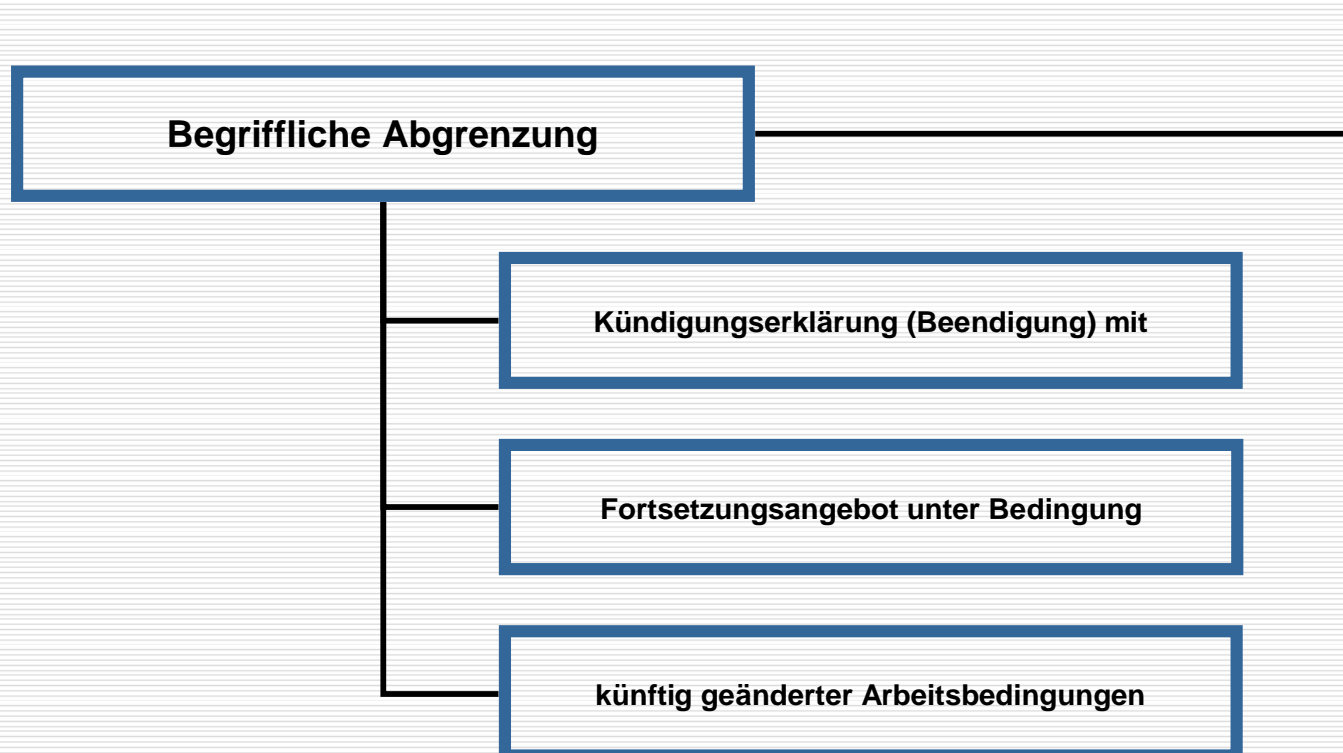 Begriffliche Abgrenzung
Kündigungserklärung (Beendigung) mit
Fortsetzungsangebot unter Bedingung
künftig geänderter Arbeitsbedingungen